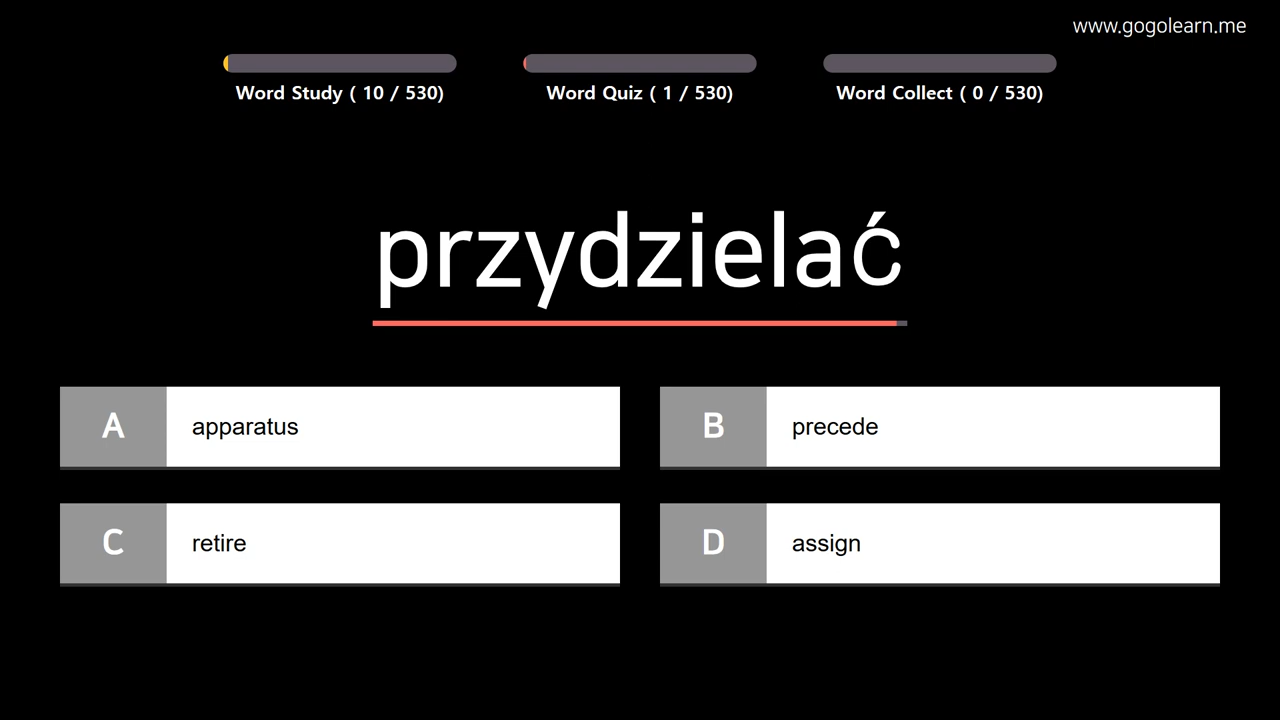 www.gogolearn.me
Word Study ( 10 / 530)
Word Quiz ( 1 / 530)
Word Collect ( 0 / 530)
przydzielać
A apparatus
B precede
C retire
D assign